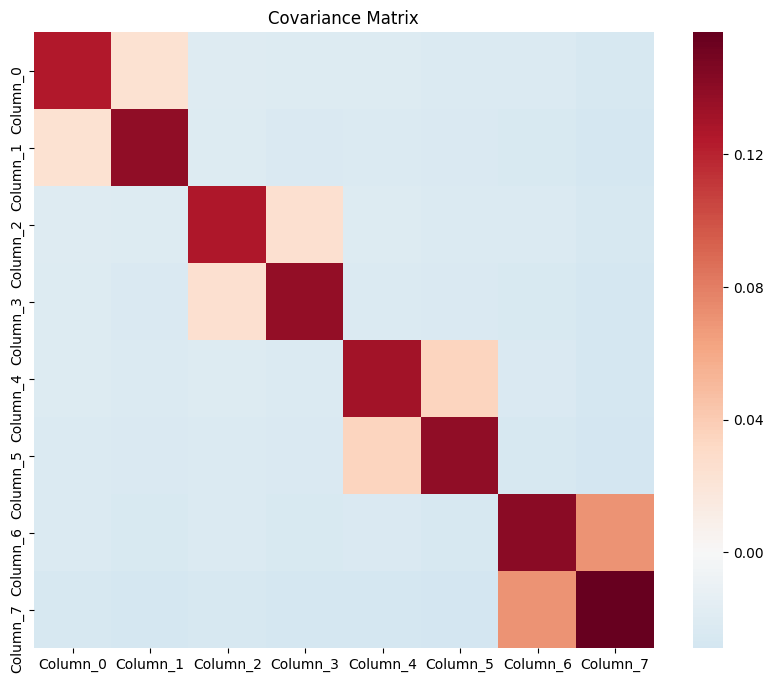 Covariance Matrix
Column_0
Column_1
Column_2
Column_3
Column_4
Column_5
Column_6
Column_7
Column_0 Column_1 Column_2 Column_3 Column_4 Column_5 Column_6 Column_7
0.12
0.08
0.04
0.00